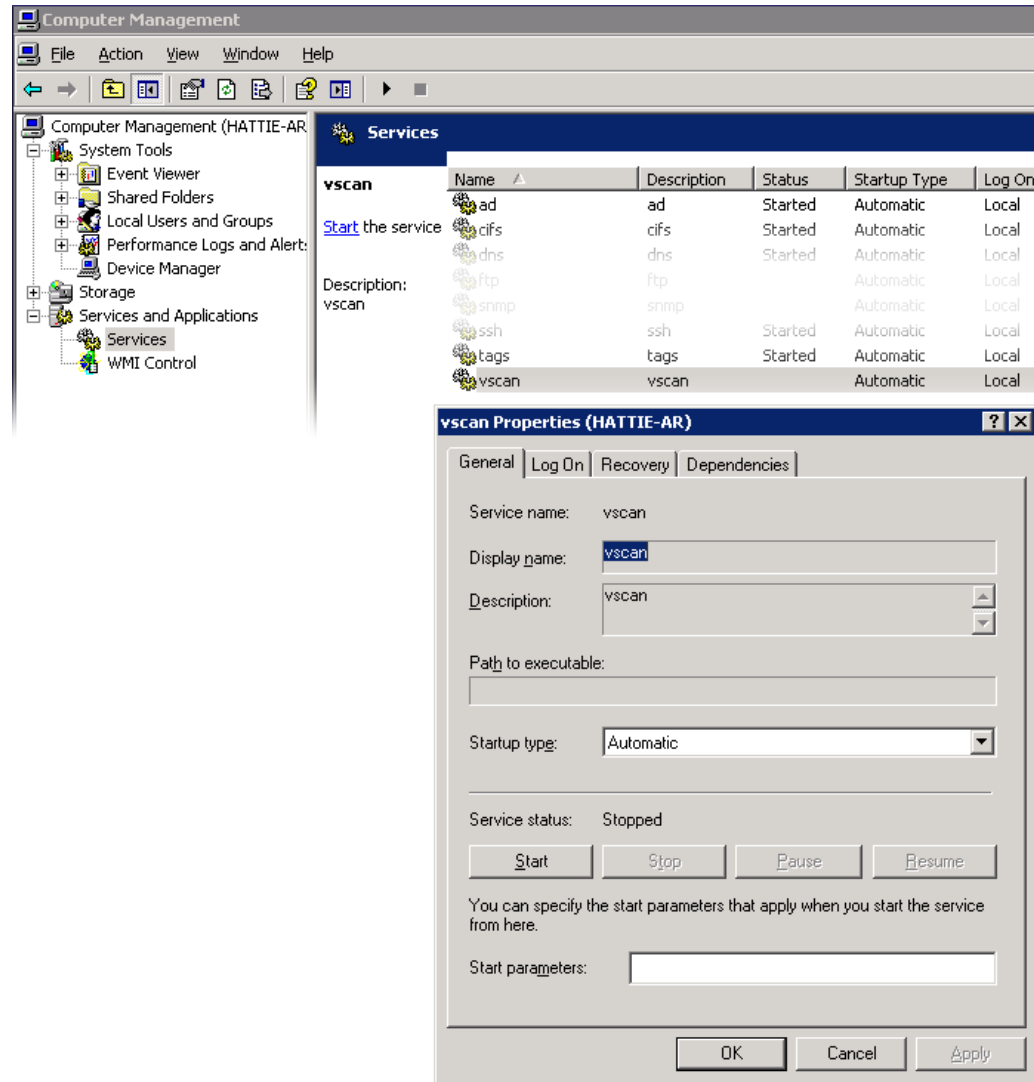 Computer Management
File Action View Window Help
Computer Management (HATTIE-AR
System Tools
Event Viewer
Shared Folders
Local Users and Groups
Performance Logs and Alert:
Device Manager
Storage
Services and Applications
Services
WMI Control
Services
vscan
Start the service
Description:
vscan
Name Description Status Startup Type Log On
ad ad Started Automatic Local
cifs cifs Started Automatic Local
dns dns Started Automatic Local
ftp ftp Automatic Local
snmp snmp Automatic Local
ssh ssh Started Automatic Local
tags tags Started Automatic Local
vscan vscan Automatic Local
vscan Properties (HATTIE-AR)
General Log On Recovery Dependencies
Service name: vscan
Display name: vscan
Description: vscan
Path to executable:
Startup type: Automatic
Service status: Stopped
Start Stop Pause Resume
You can specify the start parameters that apply when you start the service
from here.
Start parameters:
OK Cancel Apply